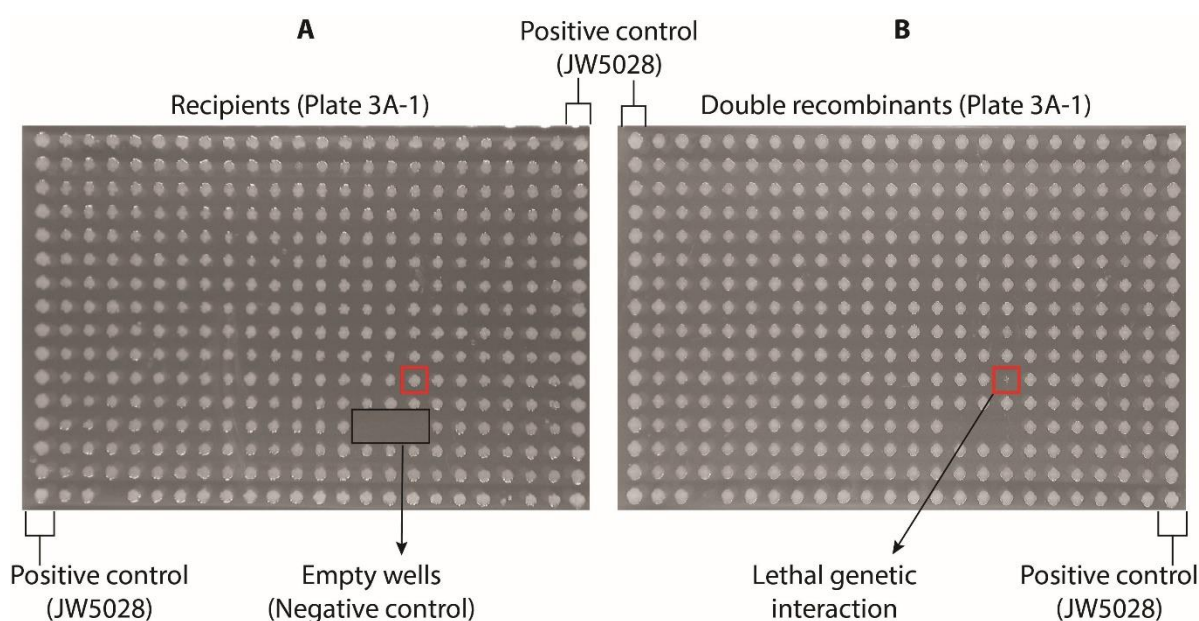 A
Positive control
(JW5028)
B
Recipients (Plate 3A-1)
Double recombinants (Plate 3A-1)
Positive control
(JW5028)
Empty wells
(Negative control)
Lethal genetic
interaction
Positive control
(JW5028)